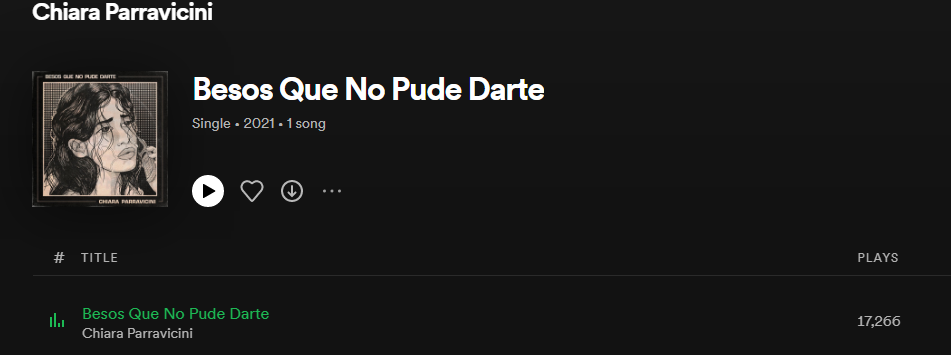 Chiara Parravicini
BESOS QUE NO PUDE DARTE
CHIARA PARRAVICINI
Besos Que No Pude Darte
Single • 2021 • 1 song
# TITLE PLAYS
Besos Que No Pude Darte 17,266
Chiara Parravicini